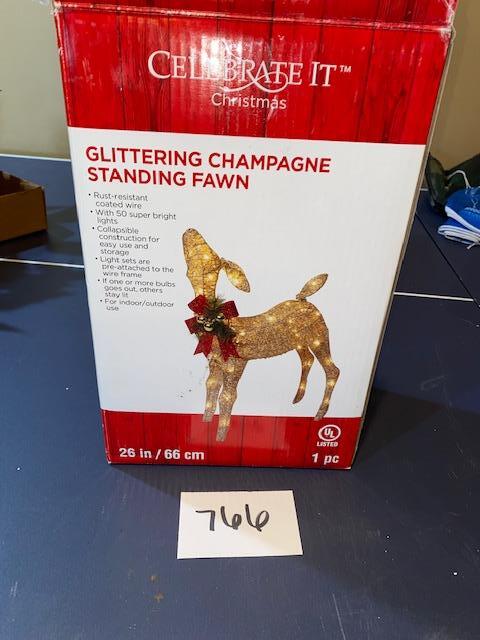 CELEBRATE IT™
Christmas
GLITTERING CHAMPAGNE
STANDING FAWN
• Rust-resistant
coated wire
• With 50 super bright
lights
• Collapsible
construction for
easy use and
storage
• Light sets are
pre-attached to the
wire frame
• If one or more bulbs
goes out, others
stay lit
• For indoor/outdoor
use
UL
LISTED
26 in / 66 cm
1 pc
766